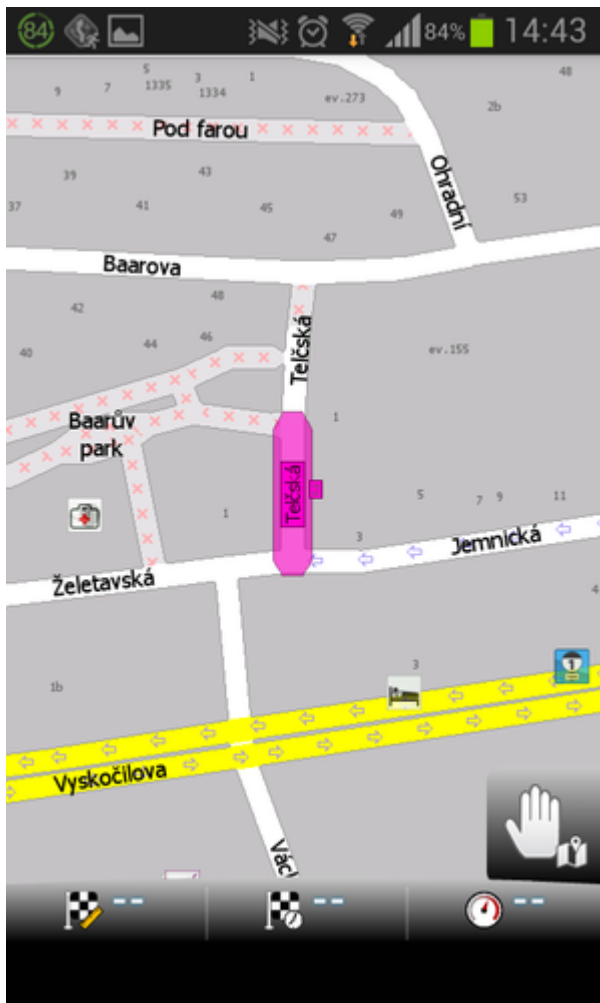 84
84%
14:43
5
3
1
48
9
7
1335
1334
ev.273
2b
Pod farou
Ohradní
39
43
37
41
45
49
53
47
Baarova
42
48
Telčská
40
44
46
ev.155
Baarův
park
1
Telčská
1
5
7
9
11
3
Jemnická
Želetavská
4
1b
3
1
Vyskočilova
Václ
--
--
--